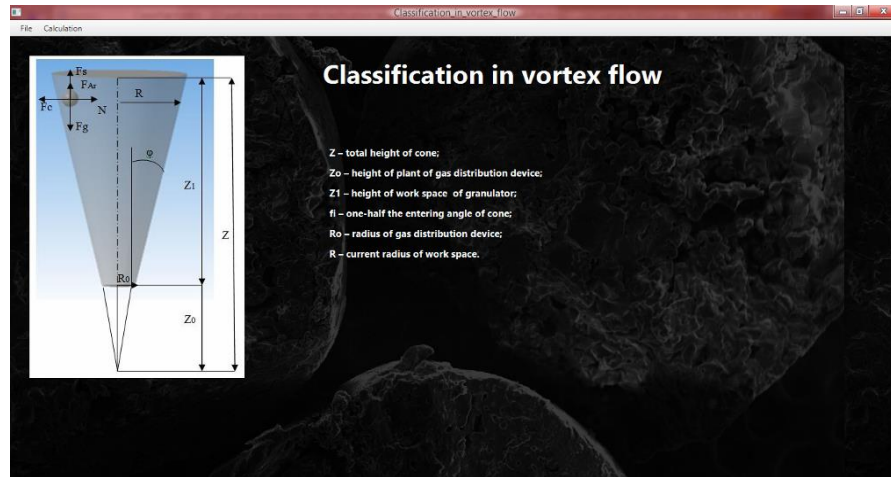 Classification_in_vortex_flow
File Calculation
Classification in vortex flow
Fs
FAr
Fc
N
R
Fg
φ
Z1
Z
R0
Z0
Z – total height of cone;
Zo – height of plant of gas distribution device;
Z1 – height of work space of granulator;
fi – one-half the entering angle of cone;
Ro – radius of gas distribution device;
R – current radius of work space.